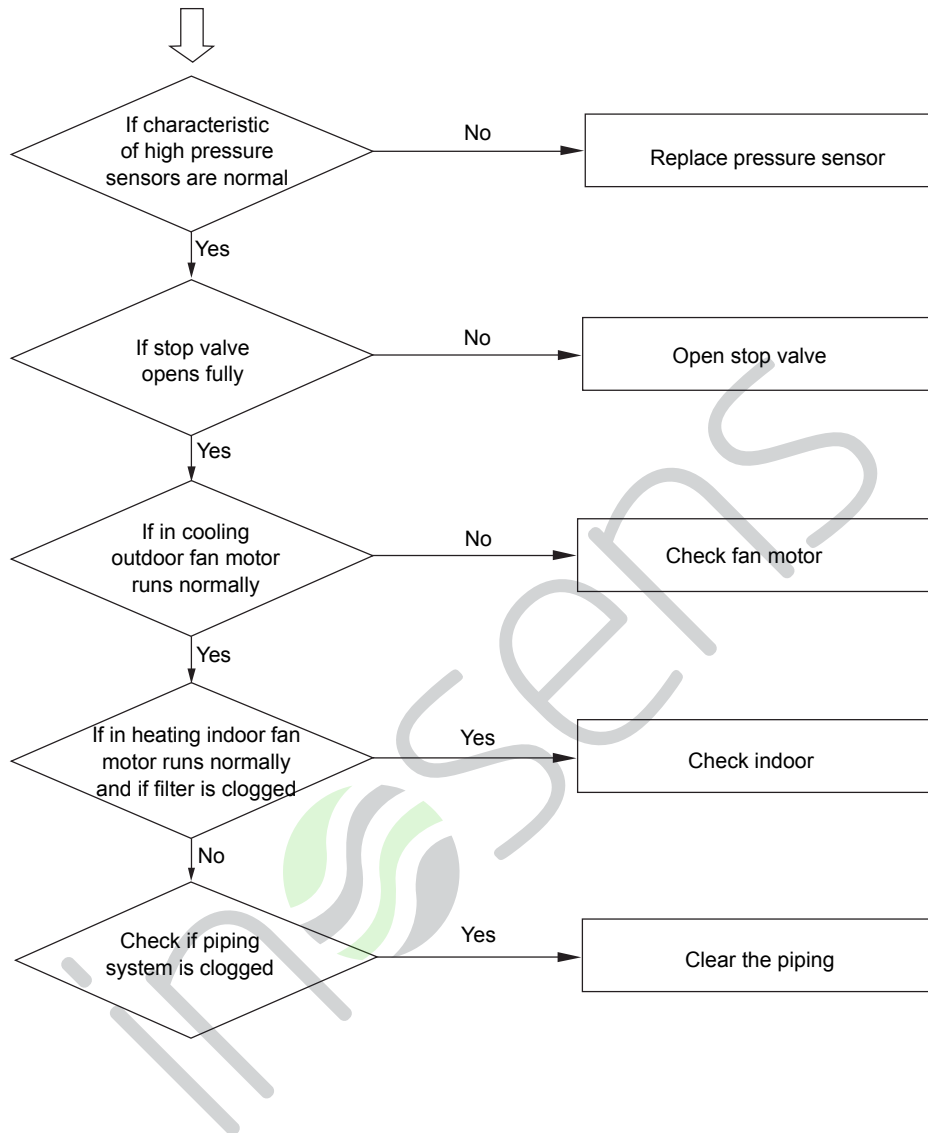 If characteristic
of high pressure
sensors are normal
No
Replace pressure sensor
Yes
If stop valve
opens fully
No
Open stop valve
Yes
If in cooling
outdoor fan motor
runs normally
No
Check fan motor
Yes
If in heating indoor fan
motor runs normally
and if filter is clogged
Yes
Check indoor
No
Check if piping
system is clogged
Yes
Clear the piping
insens